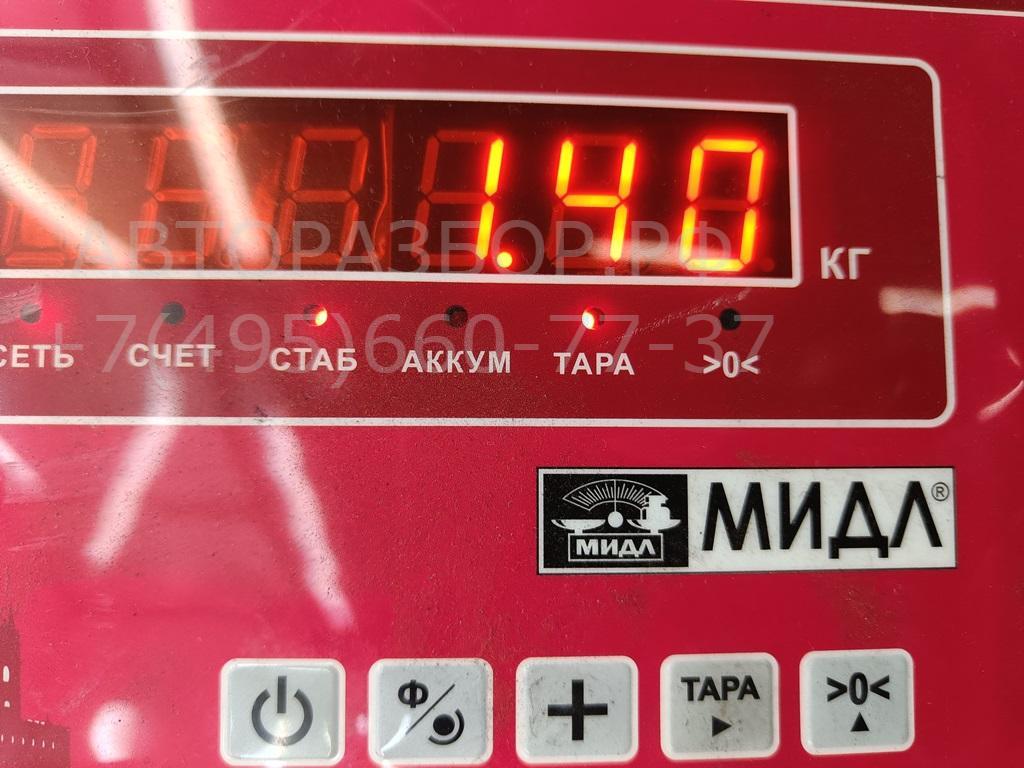 1.40
КГ
АВТОРАЗБОР.РФ
+7(495)660-77-37
СЕТЬ СЧЕТ СТАБ АККУМ ТАРА >0<
МИДЛ МИДЛ®
Ф ТАРА >0<